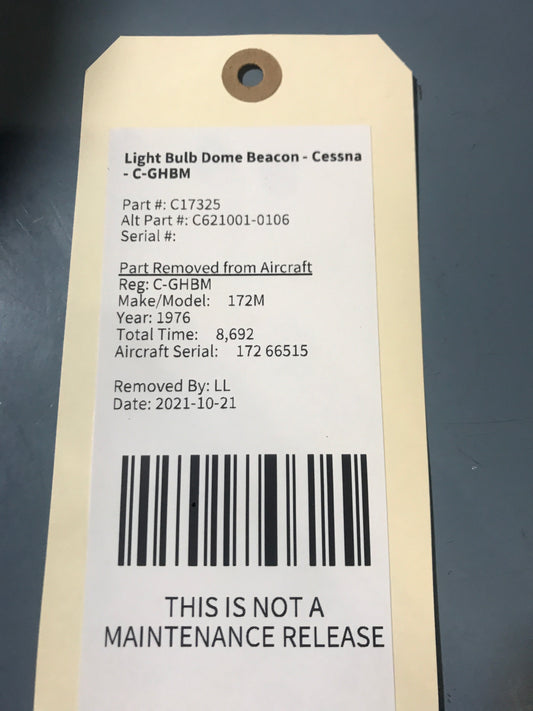 Light Bulb Dome Beacon - Cessna
- C-GHBM
Part #: C17325
Alt Part #: C621001-0106
Serial #:
Part Removed from Aircraft
Reg: C-GHBM
Make/Model: 172M
Year: 1976
Total Time: 8,692
Aircraft Serial: 172 66515
Removed By: LL
Date: 2021-10-21
THIS IS NOT A
MAINTENANCE RELEASE